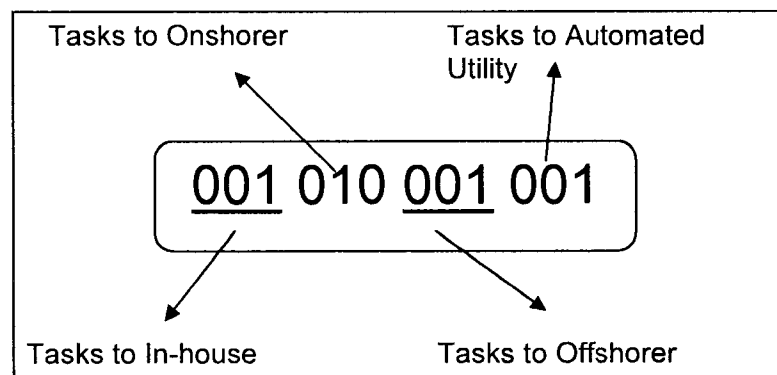 Tasks to Onshorer
Tasks to Automated
Utility
001 010 001 001
Tasks to In-house
Tasks to Offshorer